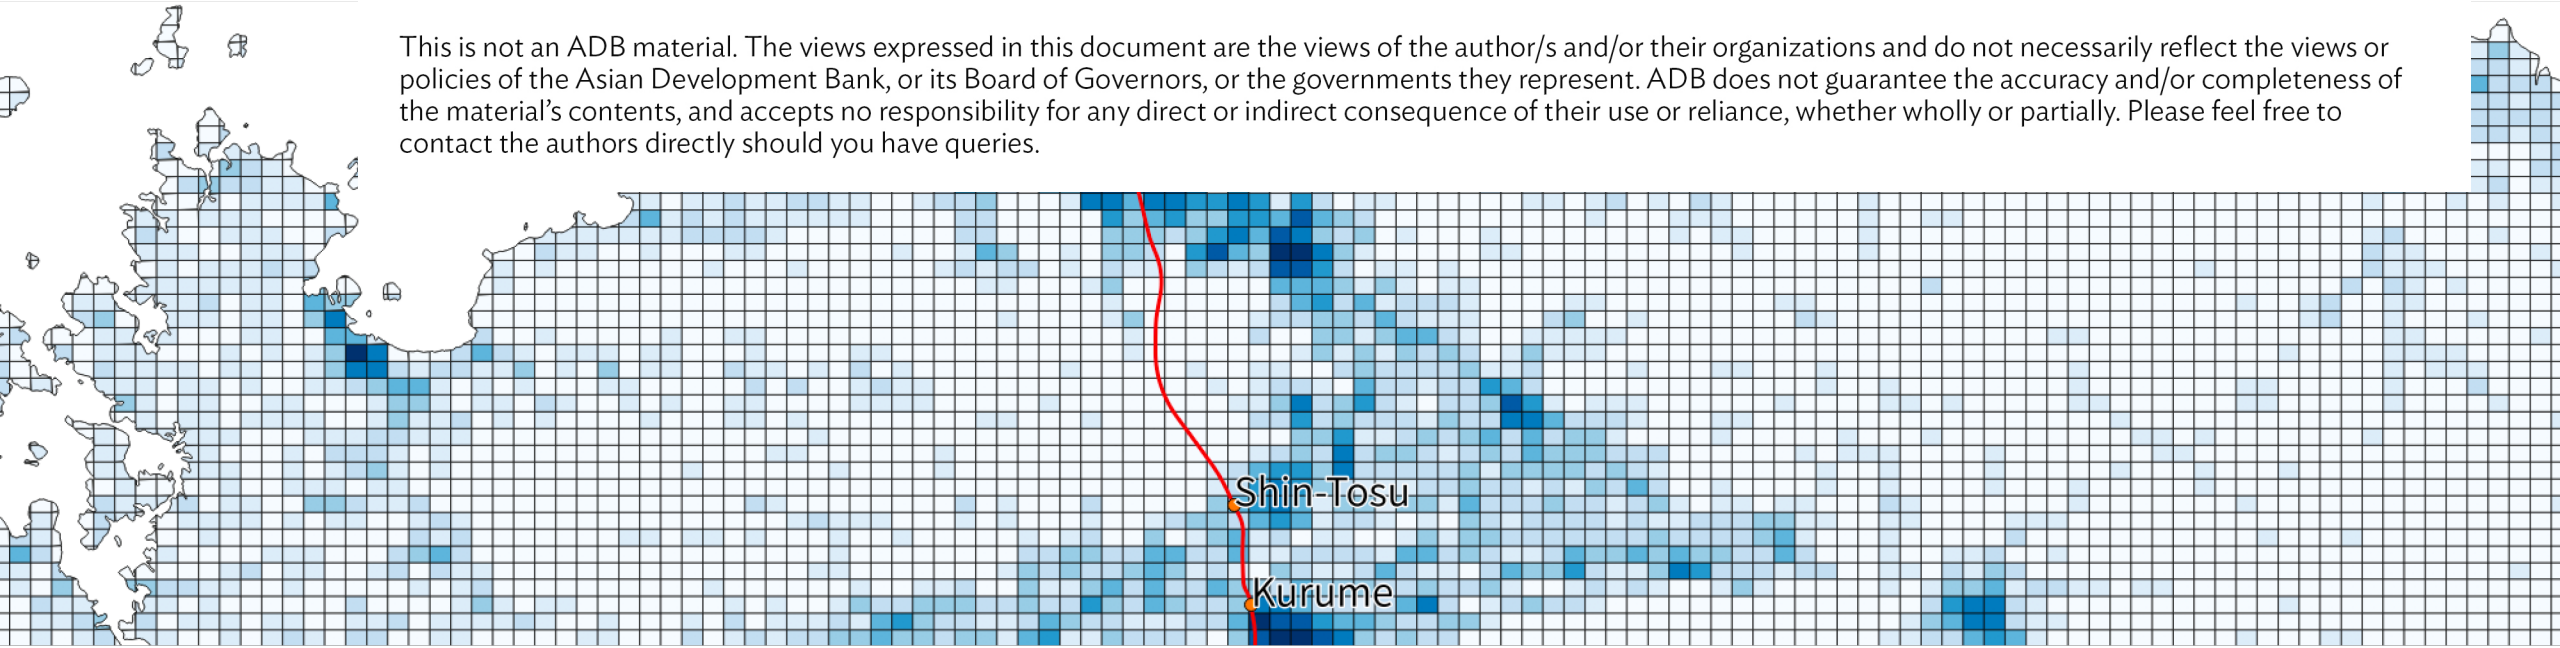 This is not an ADB material. The views expressed in this document are the views of the author/s and/or their organizations and do not necessarily reflect the views or
policies of the Asian Development Bank, or its Board of Governors, or the governments they represent. ADB does not guarantee the accuracy and/or completeness of
the material’s contents, and accepts no responsibility for any direct or indirect consequence of their use or reliance, whether wholly or partially. Please feel free to
contact the authors directly should you have queries.
Shin-Tosu
Kurume